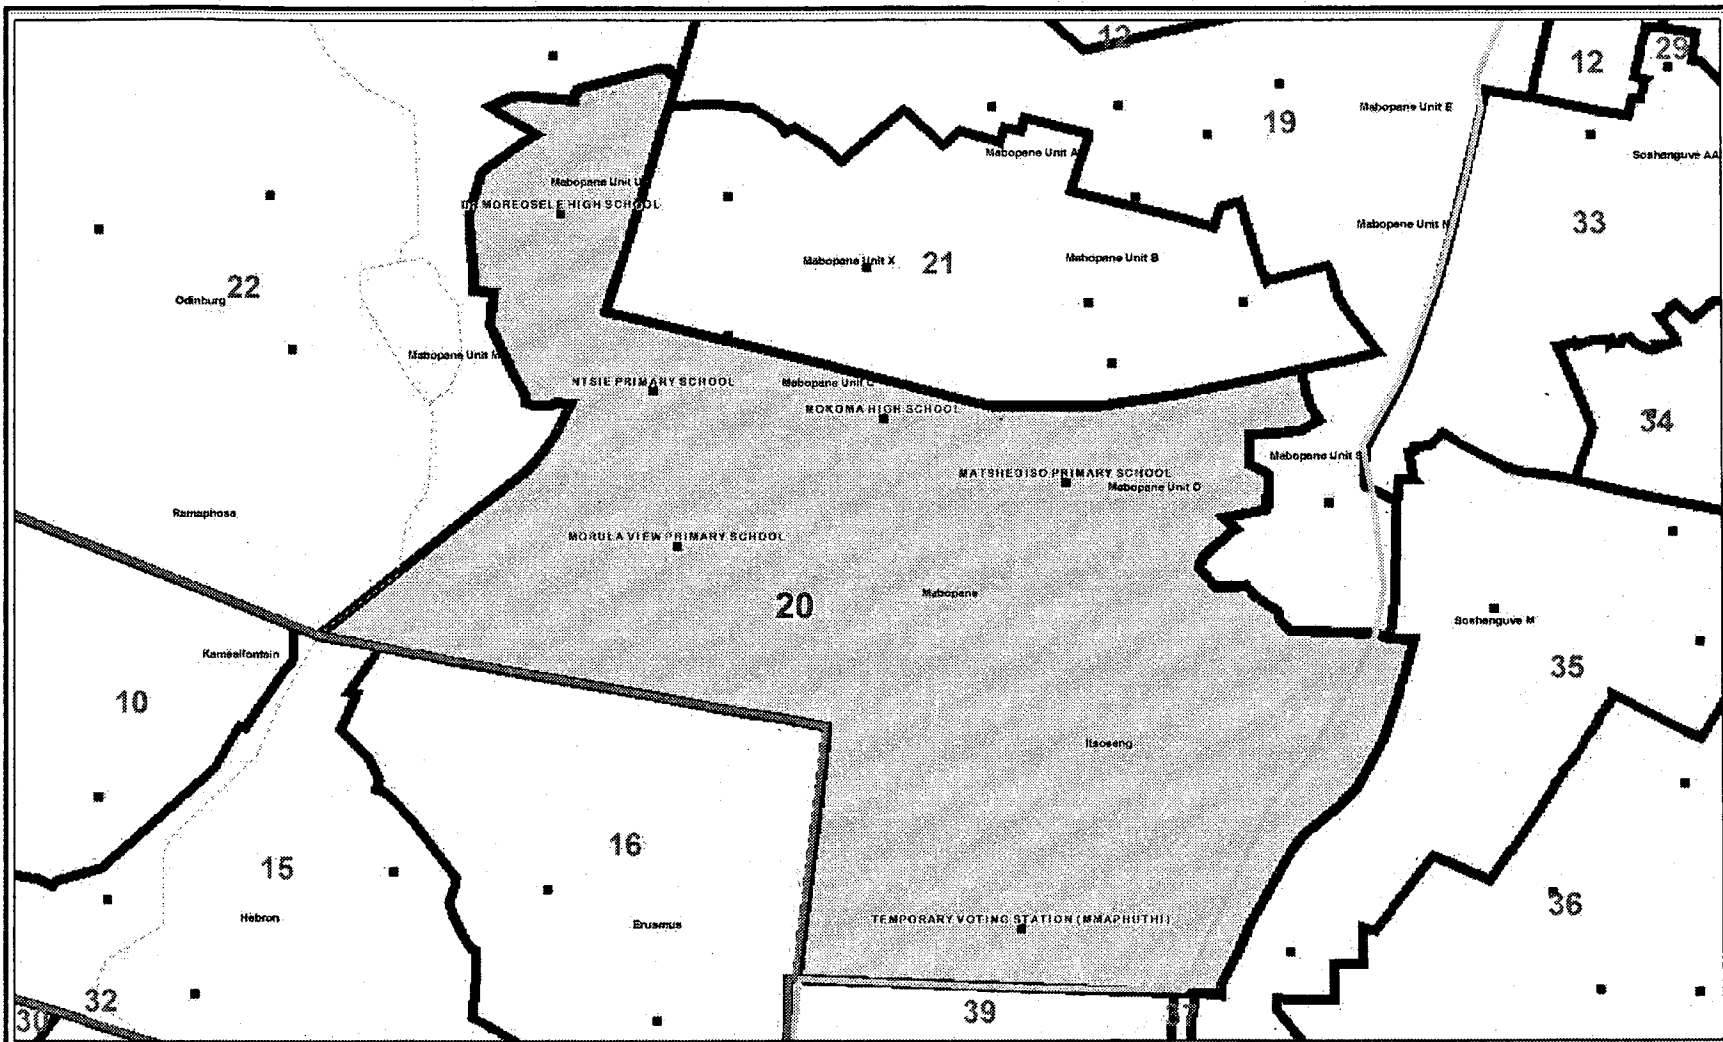 12
12
29
19
Mabopane Unit E
Mabopane Unit A
Soshanguve AA
Mabopane Unit U
Dr MOREOSELE HIGH SCHOOL
Mabopane Unit N
33
Mabopane Unit X
21
Mabopane Unit B
22
Odinburg
Mabopane Unit M
NTSIE PRIMARY SCHOOL
Mabopane Unit C
MOKOMA HIGH SCHOOL
34
Mabopane Unit S
MATSHEDISO PRIMARY SCHOOL
Mabopane Unit D
Ramaphosa
MORULA VIEW PRIMARY SCHOOL
20
Mabopane
Soshanguve M
Kameelfontein
35
10
Itsoseng
16
15
36
Hebron
Erusmus
TEMPORARY VOTING STATION (MMAPHUTHI)
32
30
39
37